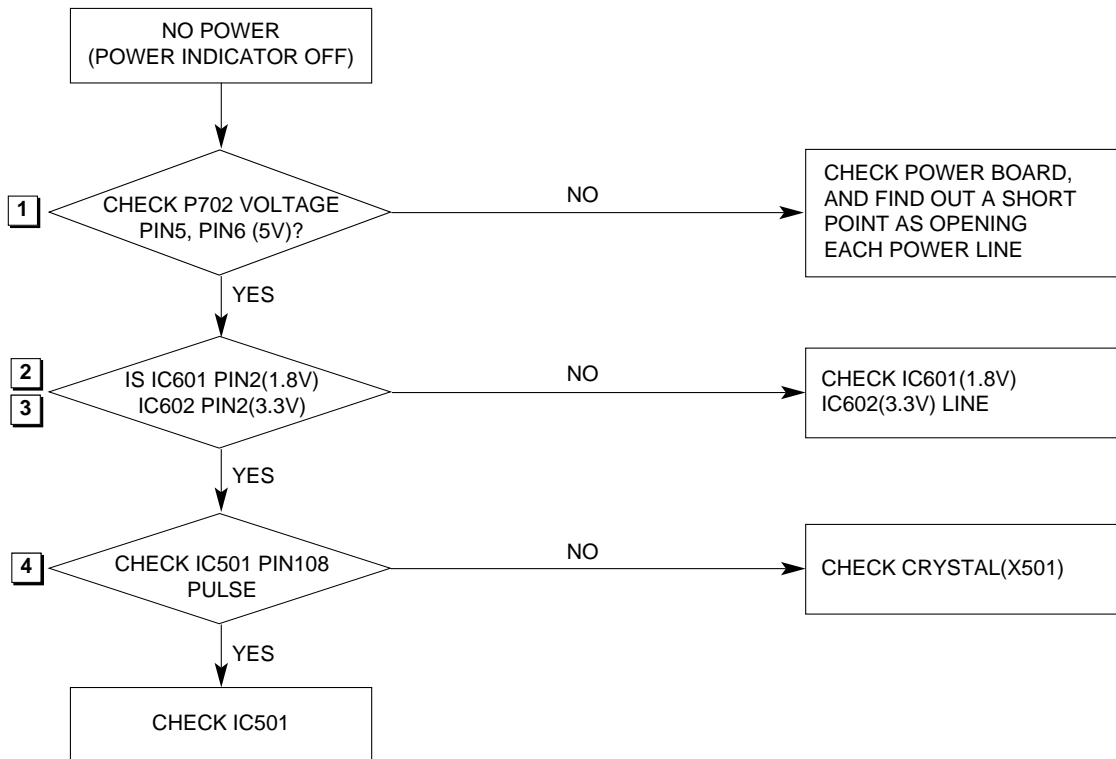 NO POWER
(POWER INDICATOR OFF)
1
CHECK P702 VOLTAGE
PIN5, PIN6 (5V)?
NO
CHECK POWER BOARD,
AND FIND OUT A SHORT
POINT AS OPENING
EACH POWER LINE
YES
2
3
IS IC601 PIN2(1.8V)
IC602 PIN2(3.3V)
NO
CHECK IC601(1.8V)
IC602(3.3V) LINE
YES
4
CHECK IC501 PIN108
PULSE
NO
CHECK CRYSTAL(X501)
YES
CHECK IC501